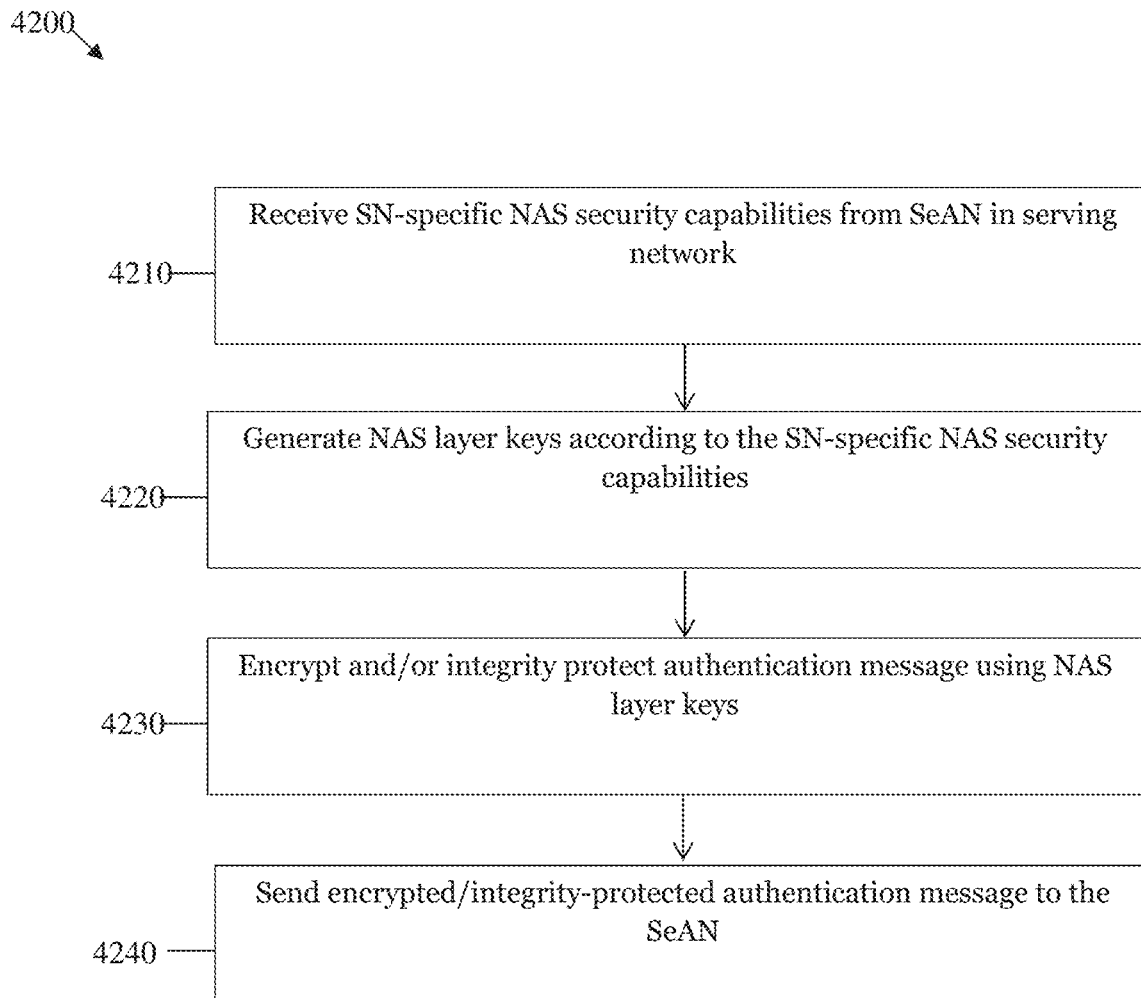 4200
Receive SN-specific NAS security capabilities from SeAN in serving
network
4210
Generate NAS layer keys according to the SN-specific NAS security
capabilities
4220
Encrypt and/or integrity protect authentication message using NAS
layer keys
4230
Send encrypted/integrity-protected authentication message to the
SeAN
4240